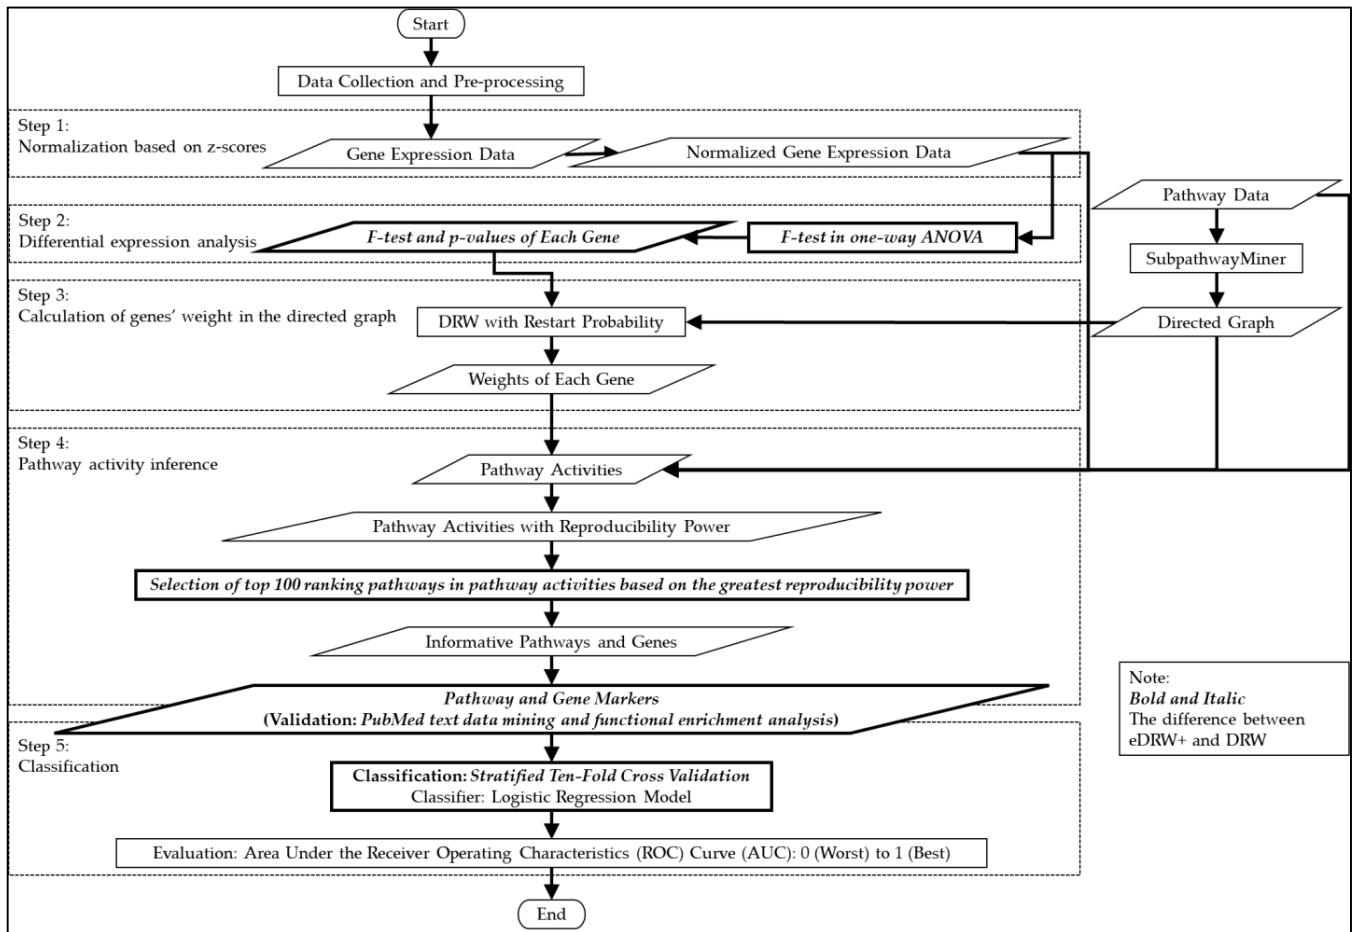 Start
Data Collection and Pre-processing
Step 1:
Normalization based on z-scores
Gene Expression Data
Normalized Gene Expression Data
Pathway Data
Step 2:
Differential expression analysis
F-test and p-values of Each Gene
F-test in one-way ANOVA
SubpathwayMiner
Step 3:
Calculation of genes' weight in the directed graph
DRW with Restart Probability
Directed Graph
Weights of Each Gene
Step 4:
Pathway activity inference
Pathway Activities
Pathway Activities with Reproducibility Power
Selection of top 100 ranking pathways in pathway activities based on the greatest reproducibility power
Informative Pathways and Genes
Pathway and Gene Markers
(Validation: PubMed text data mining and functional enrichment analysis)
Note:
Bold and Italic
The difference between
eDRW+ and DRW
Step 5:
Classification
Classification: Stratified Ten-Fold Cross Validation
Classifier: Logistic Regression Model
Evaluation: Area Under the Receiver Operating Characteristics (ROC) Curve (AUC): 0 (Worst) to 1 (Best)
End